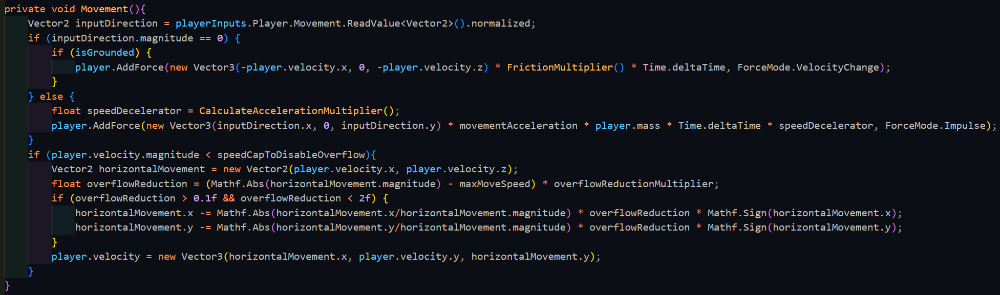 private void Movement(){
    Vector2 inputDirection = playerInputs.Player.Movement.ReadValue<Vector2>().normalized;
    if (inputDirection.magnitude == 0) {
        if (isGrounded) {
            player.AddForce(new Vector3(-player.velocity.x, 0, -player.velocity.z) * FrictionMultiplier() * Time.deltaTime, ForceMode.VelocityChange);
        }
    } else {
        float speedDecelerator = CalculateAccelerationMultiplier();
        player.AddForce(new Vector3(inputDirection.x, 0, inputDirection.y) * movementAcceleration * player.mass * Time.deltaTime * speedDecelerator, ForceMode.Impulse);
    }
    if (player.velocity.magnitude < speedCapToDisableOverflow){
        Vector2 horizontalMovement = new Vector2(player.velocity.x, player.velocity.z);
        float overflowReduction = (Mathf.Abs(horizontalMovement.magnitude) - maxMoveSpeed) * overflowReductionMultiplier;
        if (overflowReduction > 0.1f && overflowReduction < 2f) {
            horizontalMovement.x -= Mathf.Abs(horizontalMovement.x/horizontalMovement.magnitude) * overflowReduction * Mathf.Sign(horizontalMovement.x);
            horizontalMovement.y -= Mathf.Abs(horizontalMovement.y/horizontalMovement.magnitude) * overflowReduction * Mathf.Sign(horizontalMovement.y);
        }
        player.velocity = new Vector3(horizontalMovement.x, player.velocity.y, horizontalMovement.y);
    }
}